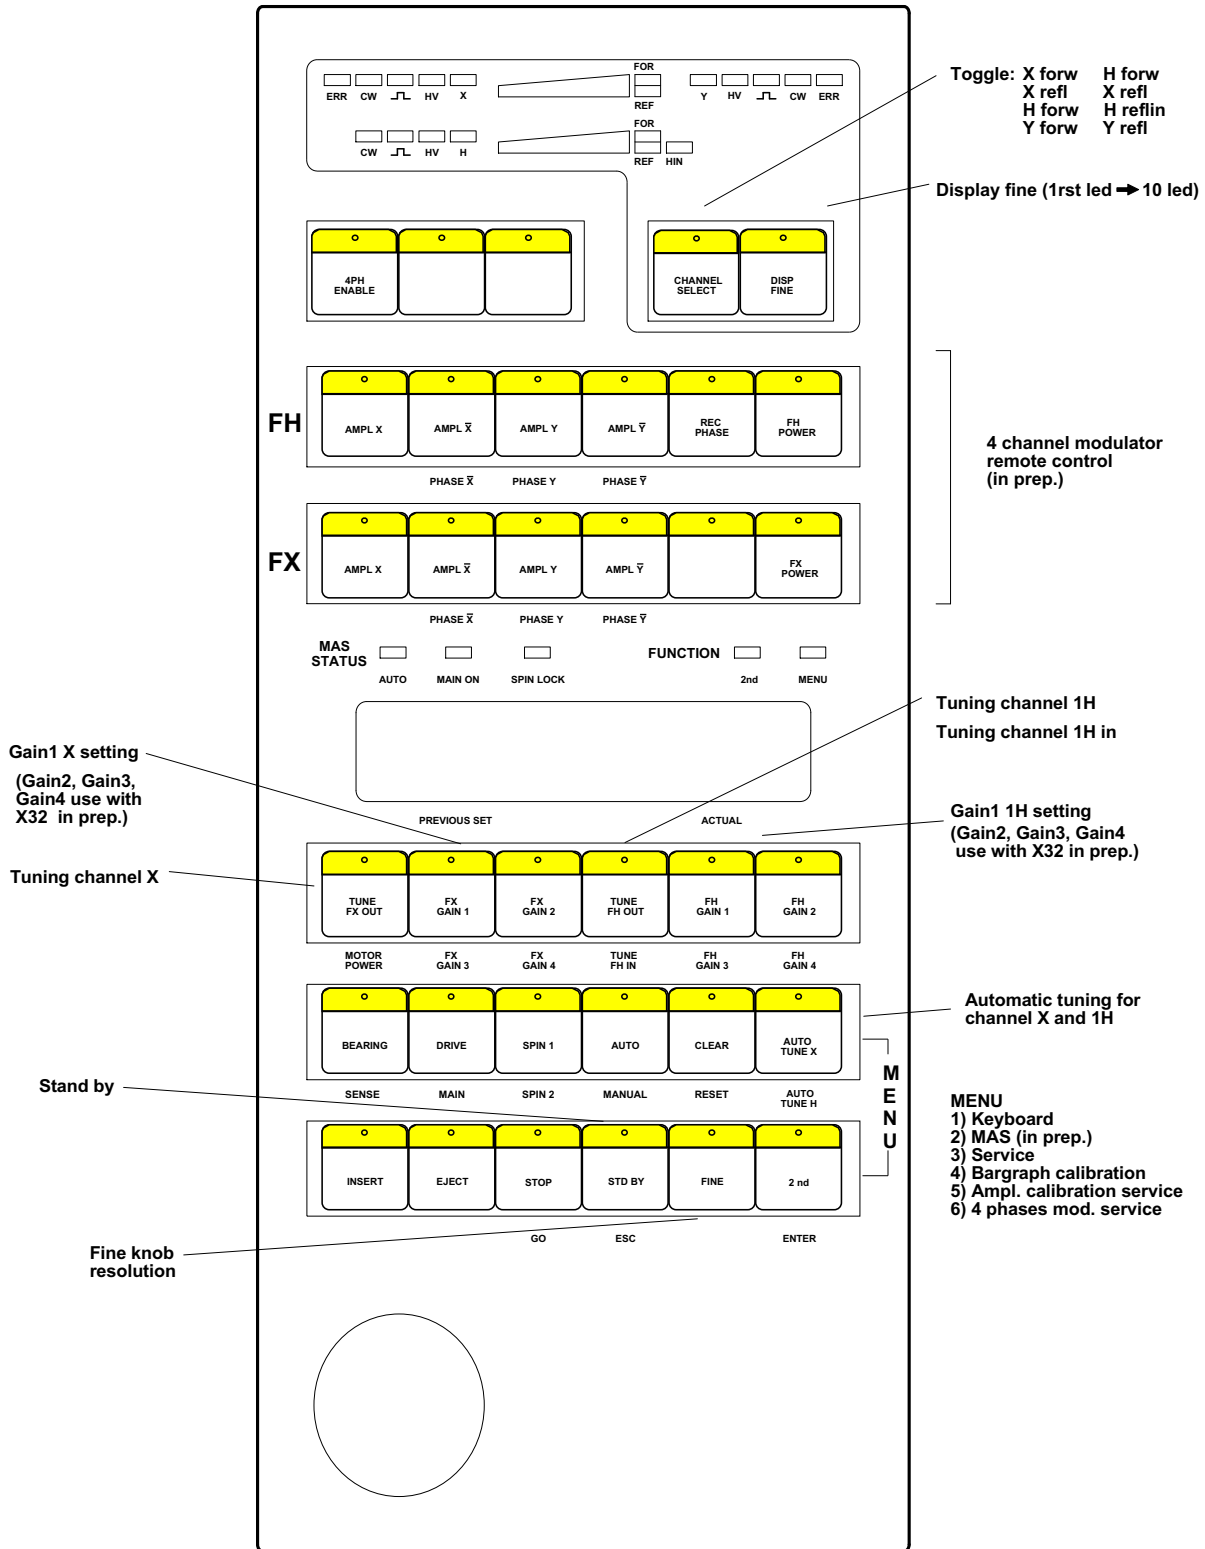 FOR
ERR CW HV X
Y HV CW ERR
REF
FOR
CW HV H
REF HIN
Toggle: X forw H forw
X refl X refl
H forw H reflin
Y forw Y refl
Display fine (1rst led ➔ 10 led)
4PH
ENABLE
CHANNEL
SELECT
DISP
FINE
FH
AMPL X
AMPL X̅
AMPL Y
AMPL Y̅
REC
PHASE
FH
POWER
PHASE X̅ PHASE Y PHASE Y̅
4 channel modulator
remote control
(in prep.)
FX
AMPL X
AMPL X̅
AMPL Y
AMPL Y̅
FX
POWER
PHASE X̅ PHASE Y PHASE Y̅
MAS
STATUS
AUTO MAIN ON SPIN LOCK
FUNCTION
2nd MENU
Tuning channel 1H
Tuning channel 1H in
Gain1 X setting
(Gain2, Gain3,
Gain4 use with
X32 in prep.)
PREVIOUS SET ACTUAL
Gain1 1H setting
(Gain2, Gain3, Gain4
use with X32 in prep.)
Tuning channel X
TUNE
FX OUT
FX
GAIN 1
FX
GAIN 2
TUNE
FH OUT
FH
GAIN 1
FH
GAIN 2
MOTOR
POWER
FX
GAIN 3
FX
GAIN 4
TUNE
FH IN
FH
GAIN 3
FH
GAIN 4
BEARING
DRIVE
SPIN 1
AUTO
CLEAR
AUTO
TUNE X
Automatic tuning for
channel X and 1H
SENSE
MAIN
SPIN 2
MANUAL
RESET
AUTO
TUNE H
M
E
N
U
Stand by
MENU
1) Keyboard
2) MAS (in prep.)
3) Service
4) Bargraph calibration
5) Ampl. calibration service
6) 4 phases mod. service
INSERT
EJECT
STOP
STD BY
FINE
2 nd
GO ESC ENTER
Fine knob
resolution